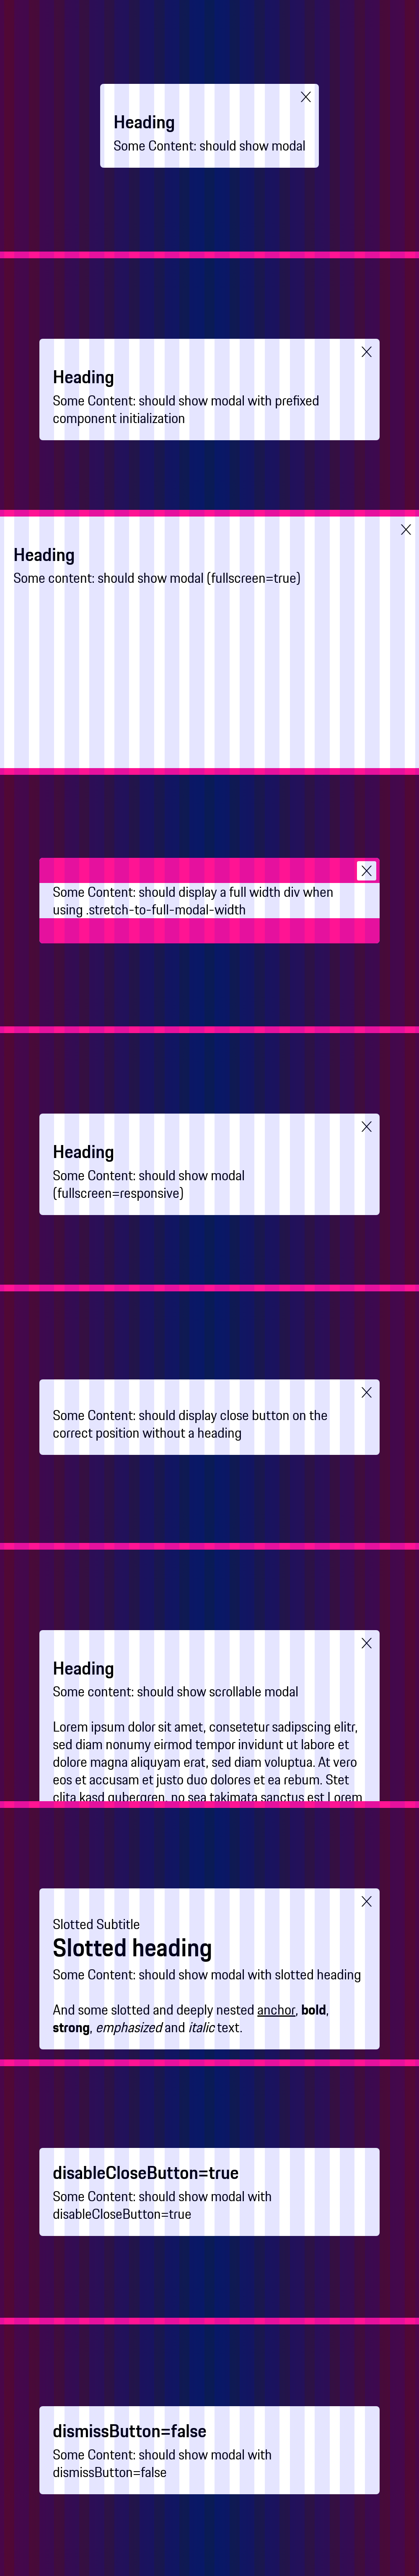 Heading
Some Content: should show modal
Heading
Some Content: should show modal with prefixed
component initialization
Heading
Some content: should show modal (fullscreen=true)
Some Content: should display a full width div when
using .stretch-to-full-modal-width
Heading
Some Content: should show modal
(fullscreen=responsive)
Some Content: should display close button on the
correct position without a heading
Heading
Some content: should show scrollable modal
Lorem ipsum dolor sit amet, consetetur sadipscing elitr,
sed diam nonumy eirmod tempor invidunt ut labore et
dolore magna aliquyam erat, sed diam voluptua. At vero
eos et accusam et justo duo dolores et ea rebum. Stet
clita kasd gubergren, no sea takimata sanctus est Lorem
Slotted Subtitle
Slotted heading
Some Content: should show modal with slotted heading
And some slotted and deeply nested anchor, bold,
strong, emphasized and italic text.
disableCloseButton=true
Some Content: should show modal with
disableCloseButton=true
dismissButton=false
Some Content: should show modal with
dismissButton=false